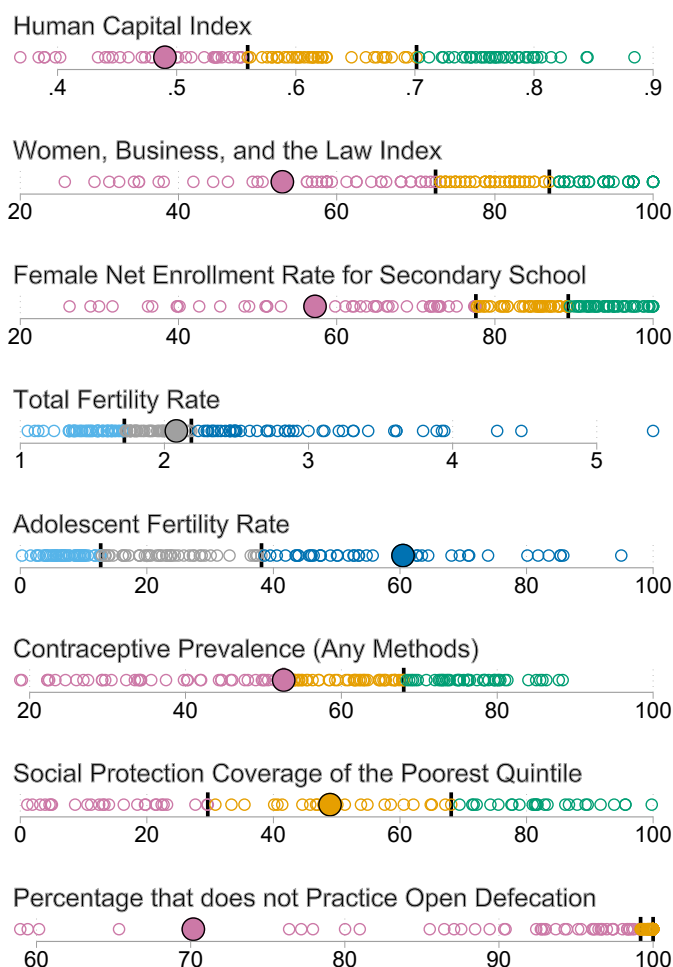 Human Capital Index
.4 .5 .6 .7 .8 .9
Women, Business, and the Law Index
20 40 60 80 100
Female Net Enrollment Rate for Secondary School
20 40 60 80 100
Total Fertility Rate
1 2 3 4 5
Adolescent Fertility Rate
0 20 40 60 80 100
Contraceptive Prevalence (Any Methods)
20 40 60 80 100
Social Protection Coverage of the Poorest Quintile
0 20 40 60 80 100
Percentage that does not Practice Open Defecation
60 70 80 90 100